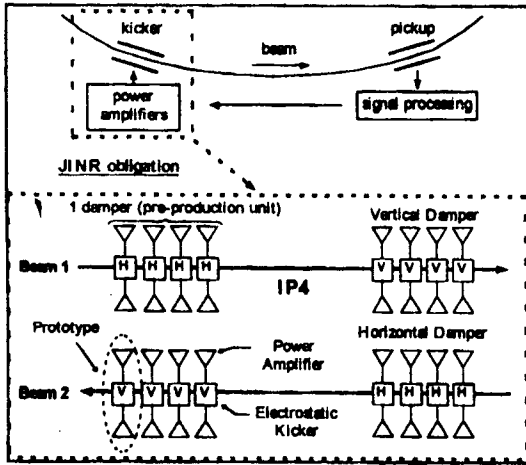 kicker
pickup
beam
power
amplifiers
signal processing
JINR obligation
1 damper (pre-production unit)
Vertical Damper
Beam 1
H H H H
IP4
V V V V
Prototype
Power
Amplifier
Horizontal Damper
Beam 2
V V V V
H H H H
Electrostatic
Kicker